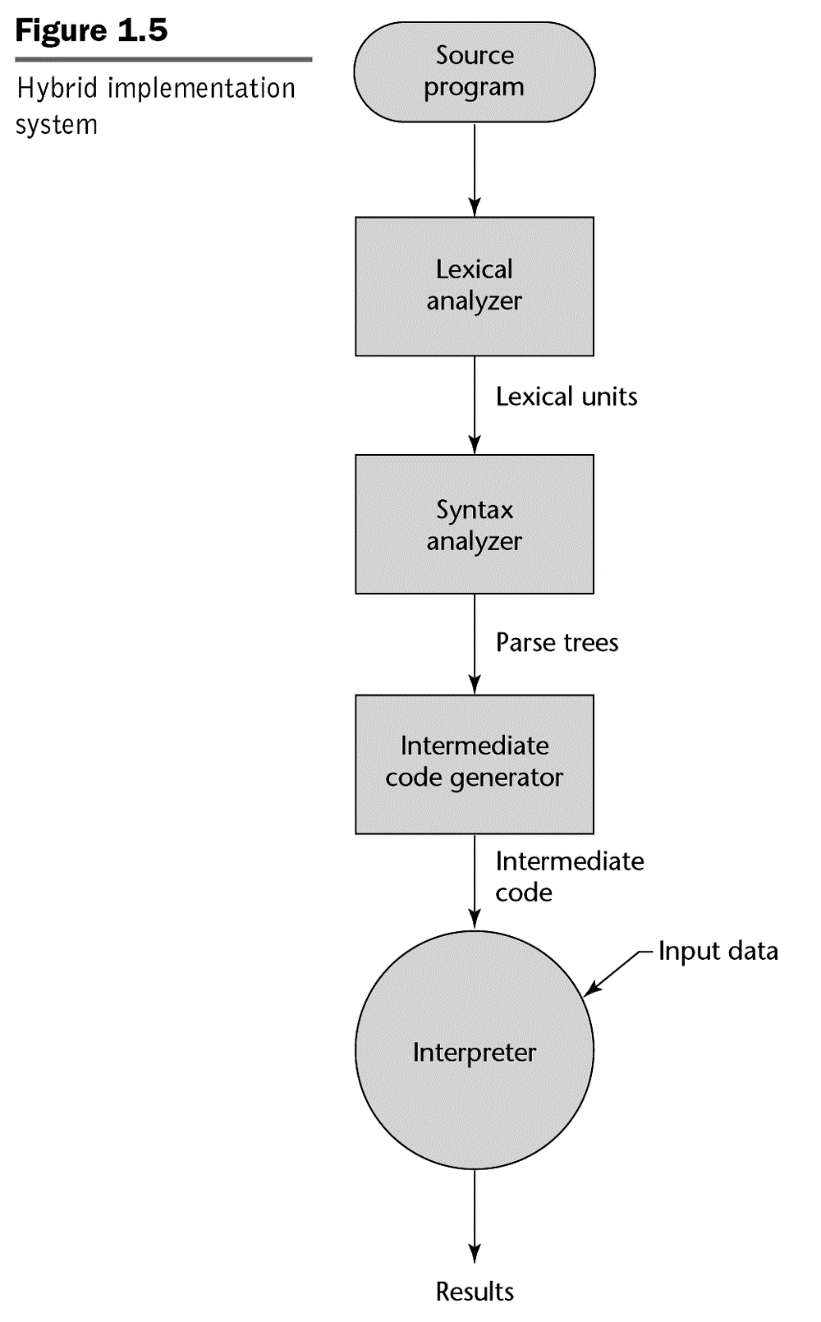 Figure 1.5
Hybrid implementation
system
Source
program
Lexical
analyzer
Lexical units
Syntax
analyzer
Parse trees
Intermediate
code generator
Intermediate
code
Input data
Interpreter
Results